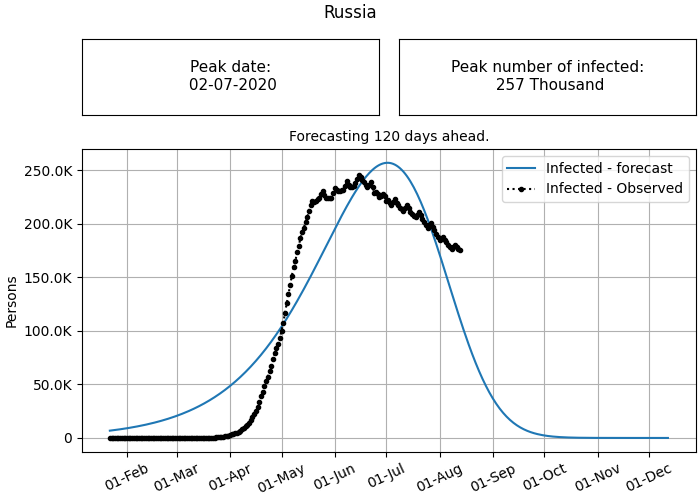 Russia
Peak date:
02-07-2020
Peak number of infected:
257 Thousand
Forecasting 120 days ahead.
Infected - forecast
Infected - Observed
250.0K
200.0K
150.0K
100.0K
50.0K
0
Persons
01-Feb
01-Mar
01-Apr
01-May
01-Jun
01-Jul
01-Aug
01-Sep
01-Oct
01-Nov
01-Dec